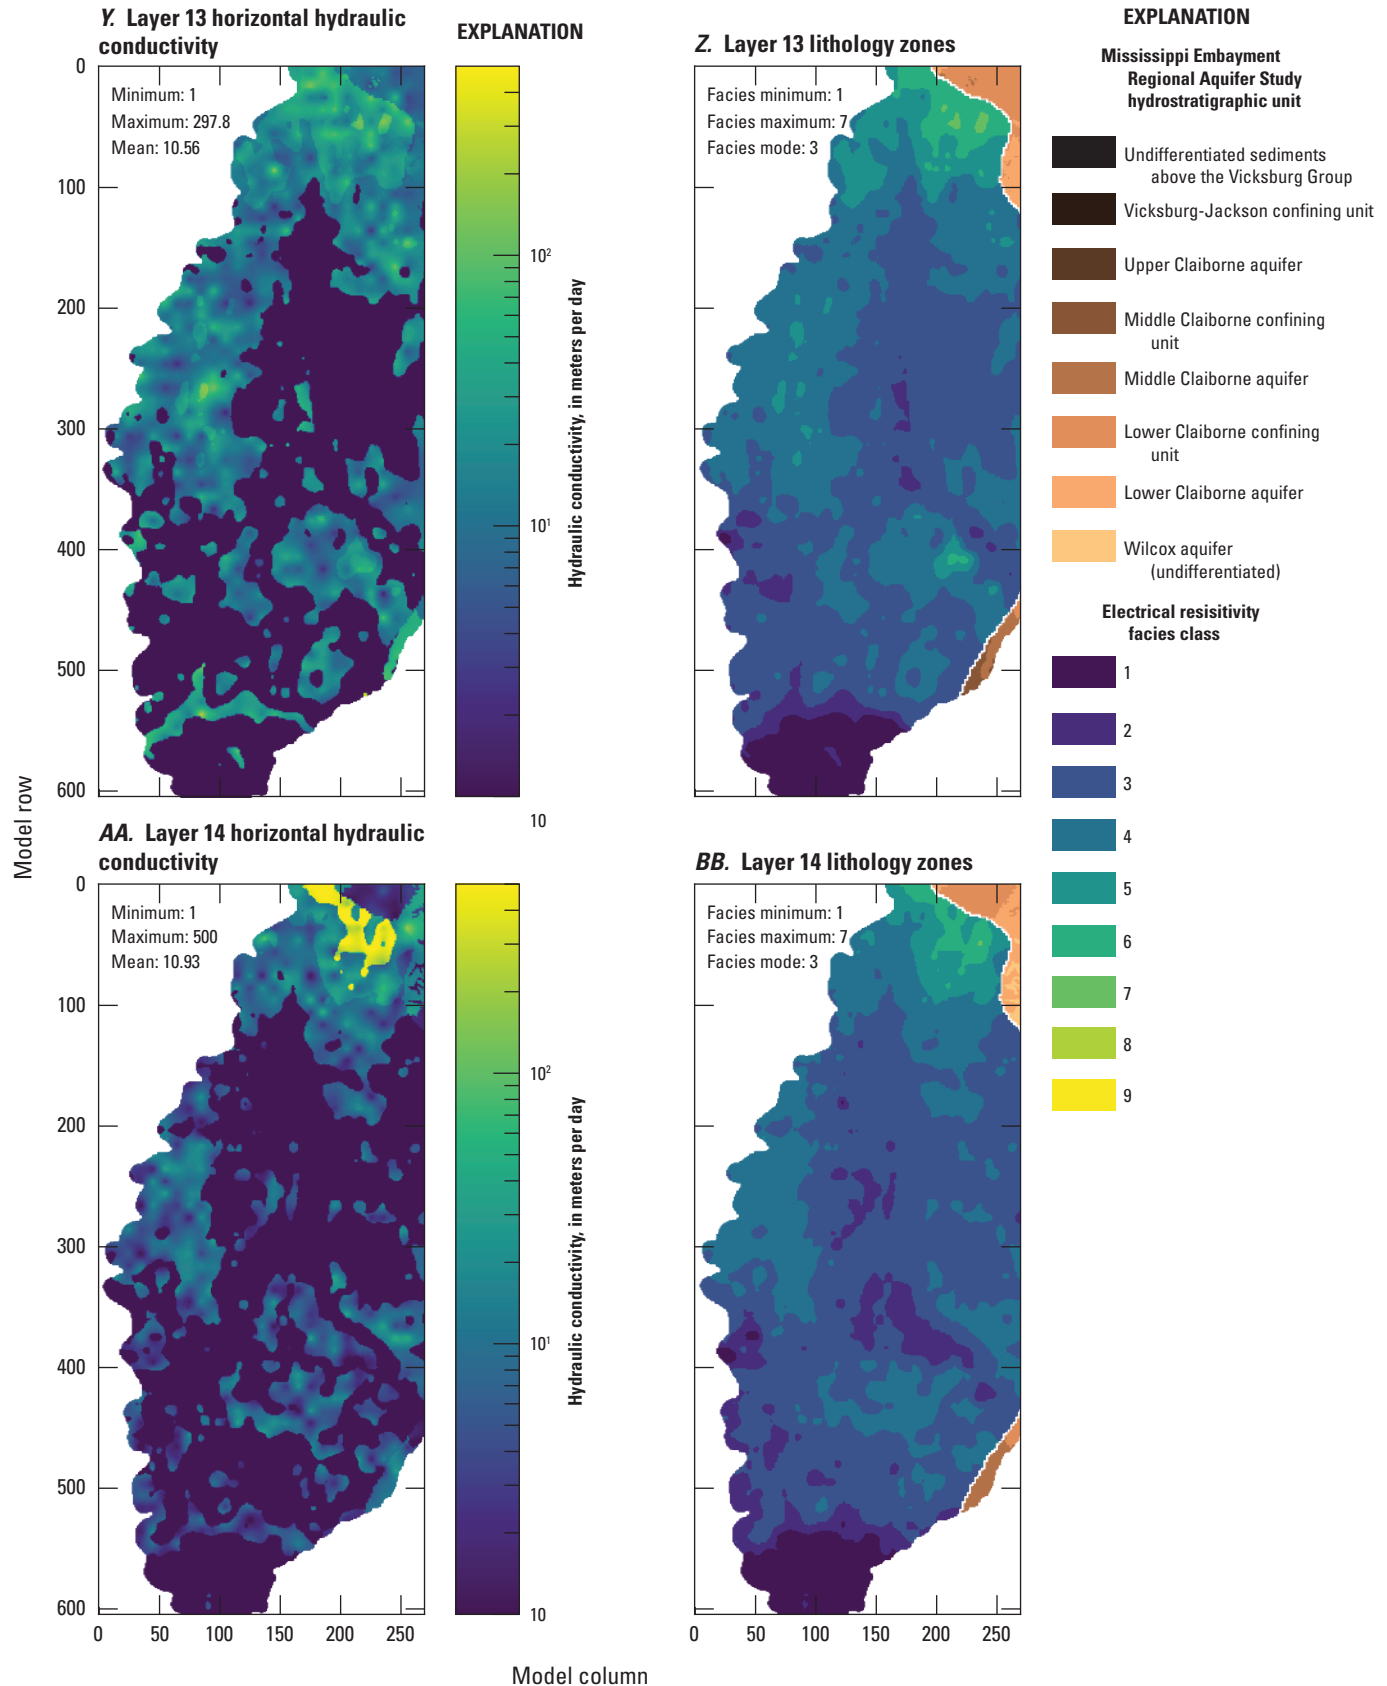 Y. Layer 13 horizontal hydraulic
conductivity
EXPLANATION
Minimum: 1
Maximum: 297.8
Mean: 10.56
0
100
200
300
400
500
600
10²
10¹
10
Hydraulic conductivity, in meters per day
Z. Layer 13 lithology zones
Facies minimum: 1
Facies maximum: 7
Facies mode: 3
EXPLANATION
Mississippi Embayment
Regional Aquifer Study
hydrostratigraphic unit
Undifferentiated sediments
above the Vicksburg Group
Vicksburg-Jackson confining unit
Upper Claiborne aquifer
Middle Claiborne confining
unit
Middle Claiborne aquifer
Lower Claiborne confining
unit
Lower Claiborne aquifer
Wilcox aquifer
(undifferentiated)
Electrical resisitivity
facies class
1
2
3
4
5
6
7
8
9
Model row
AA. Layer 14 horizontal hydraulic
conductivity
Minimum: 1
Maximum: 500
Mean: 10.93
0
100
200
300
400
500
600
0 50 100 150 200 250
10²
10¹
10
Hydraulic conductivity, in meters per day
BB. Layer 14 lithology zones
Facies minimum: 1
Facies maximum: 7
Facies mode: 3
0 50 100 150 200 250
Model column